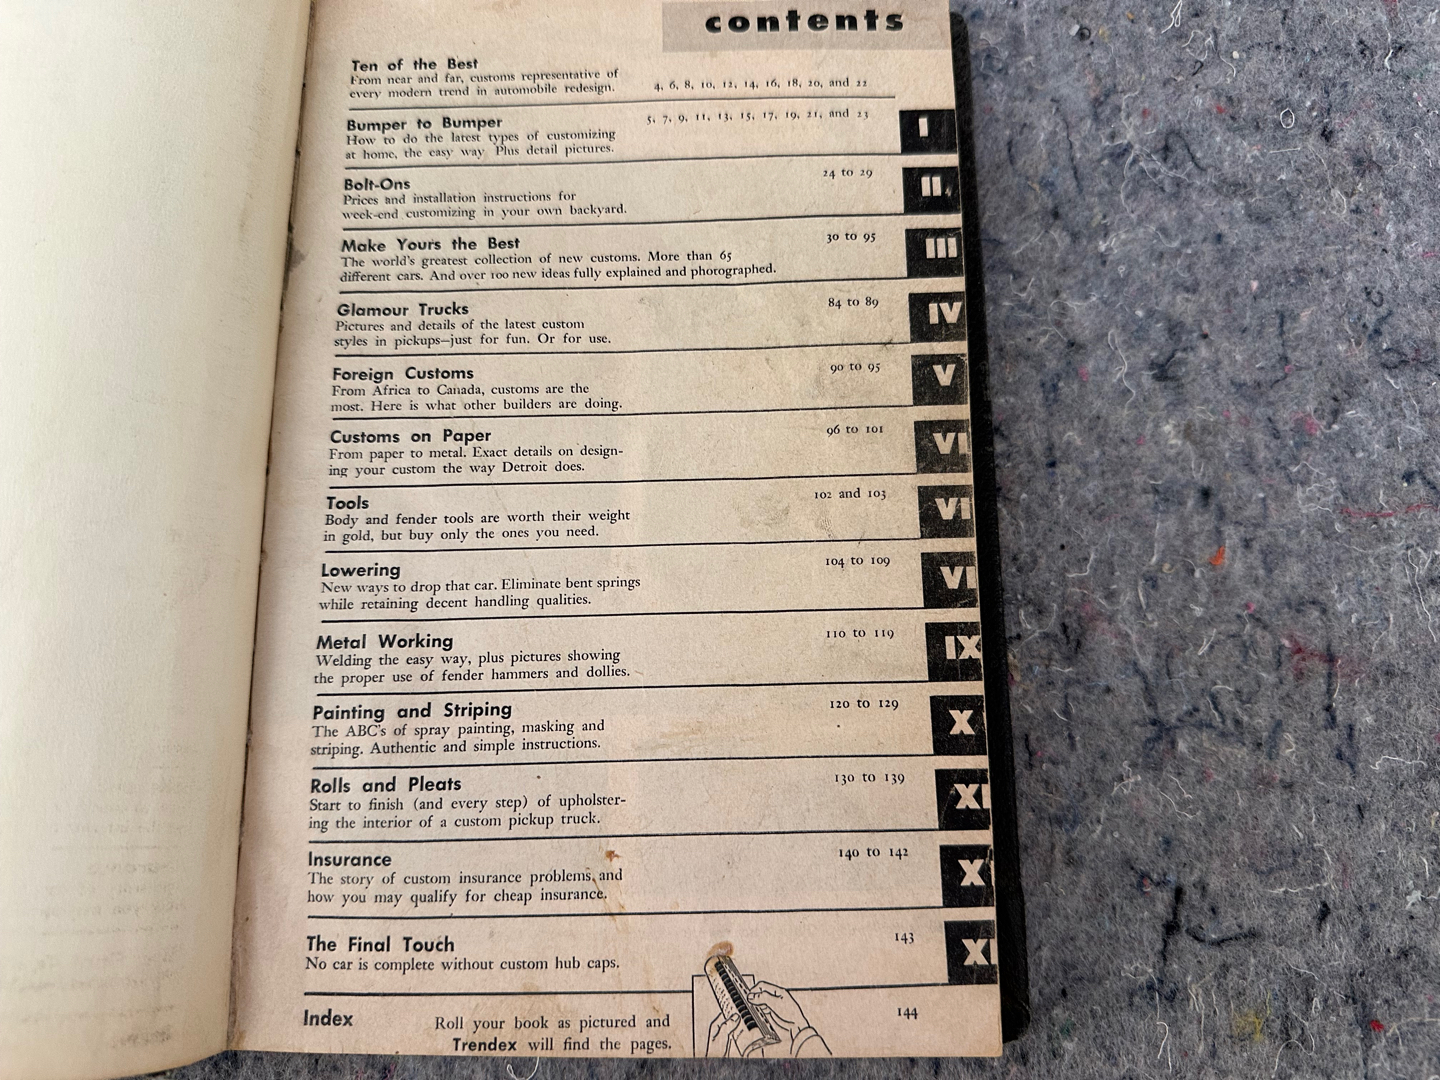 contents
Ten of the Best
From near and far, customs representative of
every modern trend in automobile redesign. 4, 6, 8, 10, 12, 14, 16, 18, 20, and 22
Bumper to Bumper 5, 7, 9, 11, 13, 15, 17, 19, 21, and 23 I
How to do the latest types of customizing
at home, the easy way Plus detail pictures.
Bolt-Ons 24 to 29 II
Prices and installation instructions for
week-end customizing in your own backyard.
Make Yours the Best 30 to 95 III
The world's greatest collection of new customs. More than 65
different cars. And over 100 new ideas fully explained and photographed.
Glamour Trucks 84 to 89 IV
Pictures and details of the latest custom
styles in pickups—just for fun. Or for use.
Foreign Customs 90 to 95 V
From Africa to Canada, customs are the
most. Here is what other builders are doing.
Customs on Paper 96 to 101 VI
From paper to metal. Exact details on design-
ing your custom the way Detroit does.
Tools 102 and 103 VI
Body and fender tools are worth their weight
in gold, but buy only the ones you need.
Lowering 104 to 109 VI
New ways to drop that car. Eliminate bent springs
while retaining decent handling qualities.
Metal Working 110 to 119 IX
Welding the easy way, plus pictures showing
the proper use of fender hammers and dollies.
Painting and Striping 120 to 129 X
The ABC's of spray painting, masking and
striping. Authentic and simple instructions.
Rolls and Pleats 130 to 139 XI
Start to finish (and every step) of upholster-
ing the interior of a custom pickup truck.
Insurance 140 to 142 X
The story of custom insurance problems, and
how you may qualify for cheap insurance.
The Final Touch 143 XI
No car is complete without custom hub caps.
Index 144
Roll your book as pictured and
Trendex will find the pages.